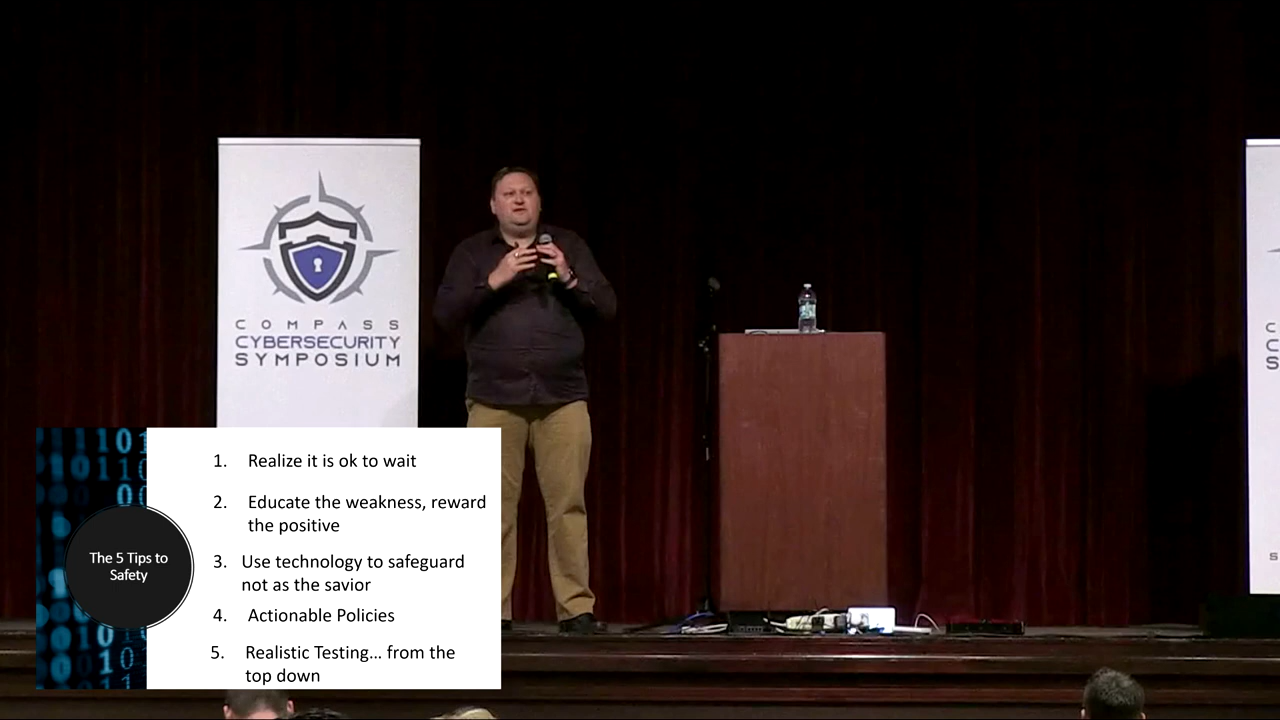 COMPASS
CYBERSECURITY
SYMPOSIUM
The 5 Tips to
Safety
1. Realize it is ok to wait
2. Educate the weakness, reward
the positive
3. Use technology to safeguard
not as the savior
4. Actionable Policies
5. Realistic Testing... from the
top down
C
C
S
S